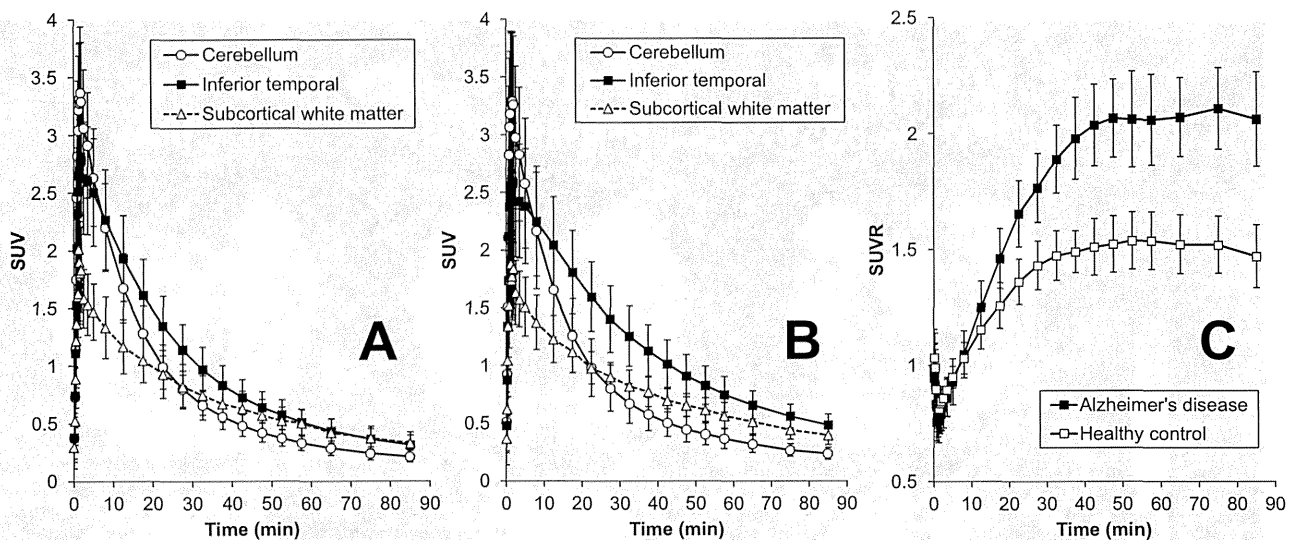 4
3.5
3
2.5
2
1.5
1
0.5
0
SUV
Cerebellum
Inferior temporal
Subcortical white matter
A
0 10 20 30 40 50 60 70 80 90
Time (min)
4
3.5
3
2.5
2
1.5
1
0.5
0
SUV
Cerebellum
Inferior temporal
Subcortical white matter
B
0 10 20 30 40 50 60 70 80 90
Time (min)
2.5
2
1.5
1
0.5
SUVR
C
Alzheimer's disease
Healthy control
0 10 20 30 40 50 60 70 80 90
Time (min)